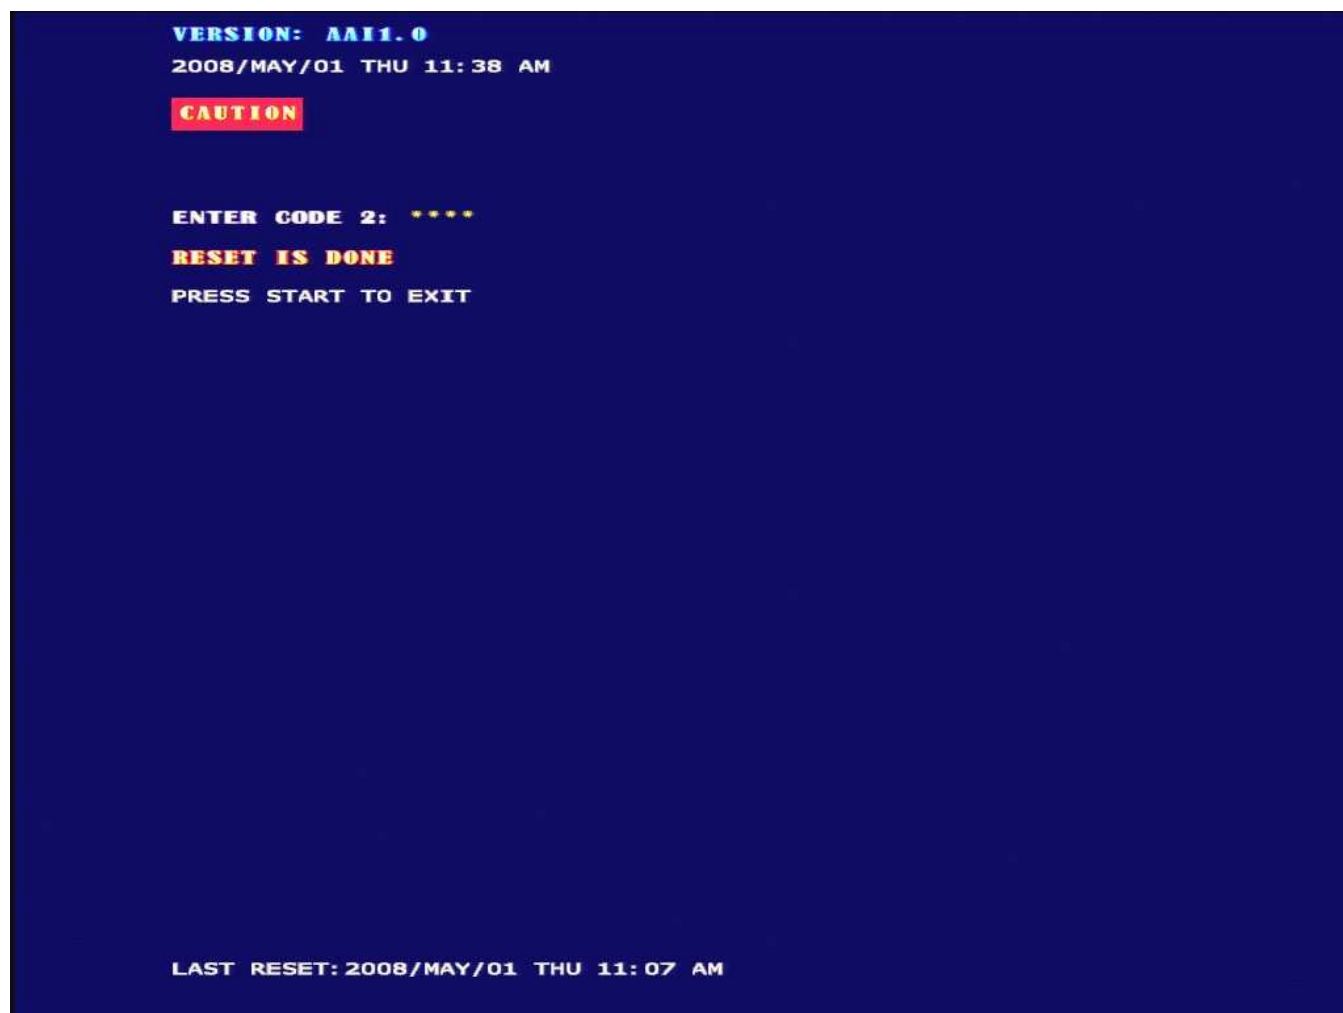 VERSION: AAI1.0
2008/MAY/01 THU 11:38 AM
CAUTION
ENTER CODE 2: ****
RESET IS DONE
PRESS START TO EXIT
LAST RESET:2008/MAY/01 THU 11:07 AM